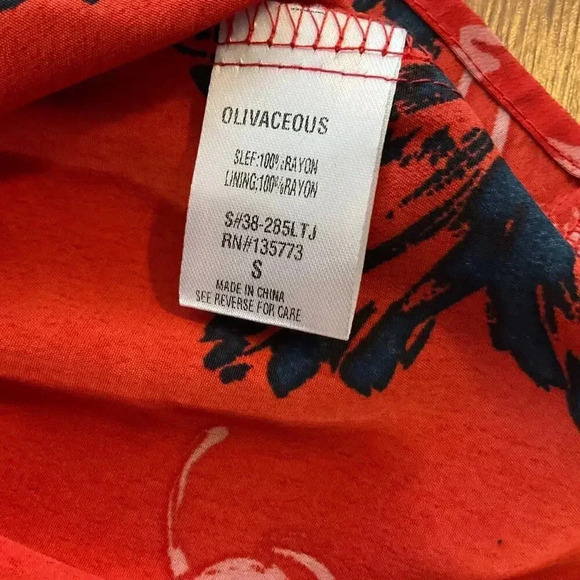 OLIVACEOUS
SLEF:100%RAYON
LINING:100%RAYON
S#38-285LTJ
RN#135773
S
MADE IN CHINA
SEE REVERSE FOR CARE